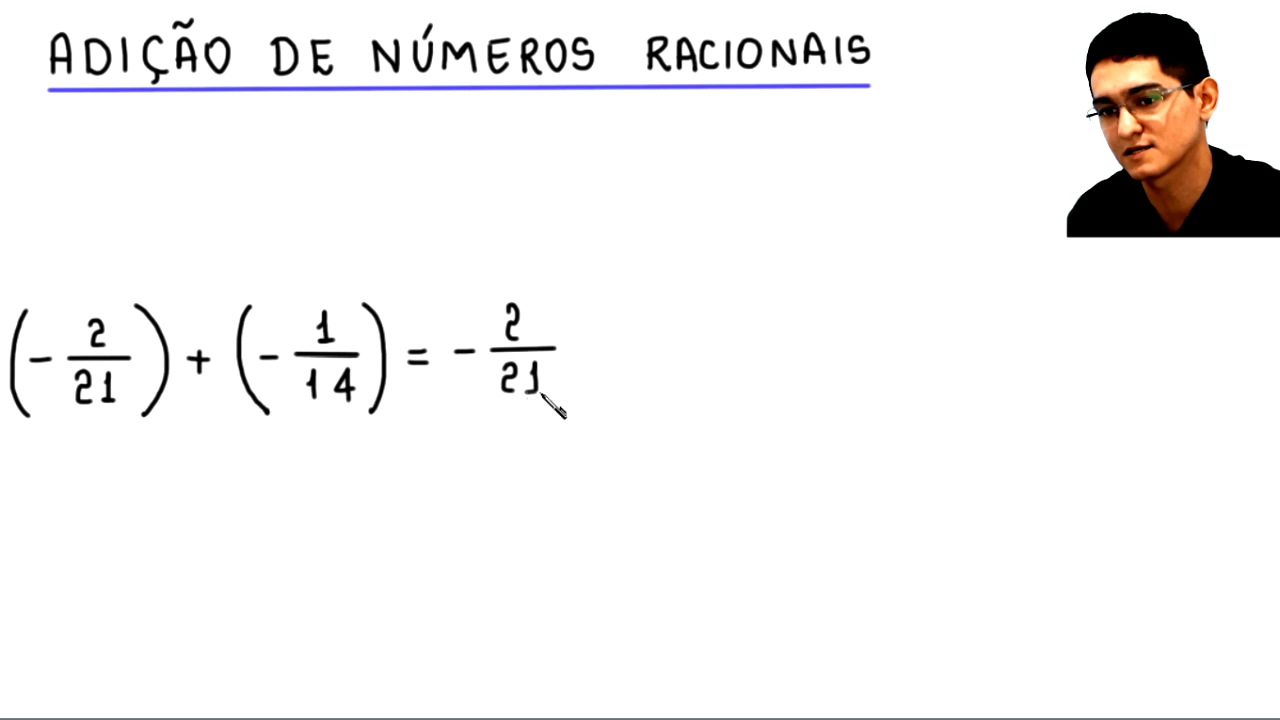 ADIÇÃO DE NÚMEROS RACIONAIS
(- 2/21) + (- 1/14) = - 2/21